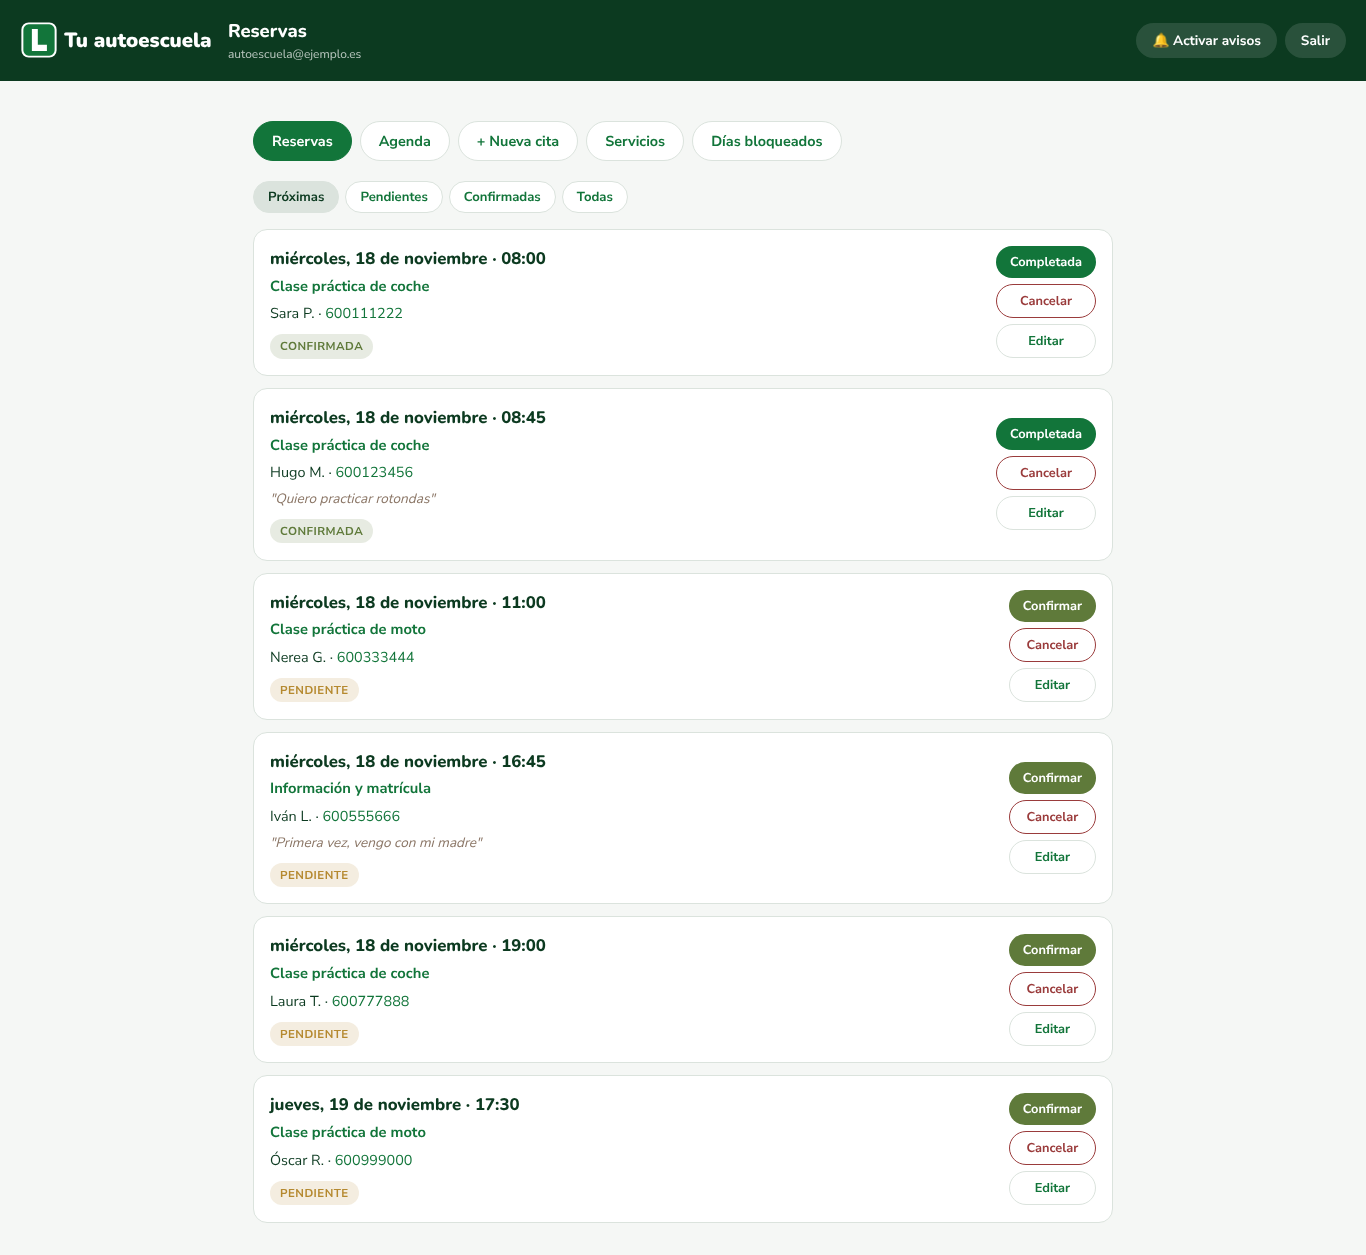 L Tu autoescuela
Reservas
autoescuela@ejemplo.es
🔔 Activar avisos
Salir
Reservas
Agenda
+ Nueva cita
Servicios
Días bloqueados
Próximas
Pendientes
Confirmadas
Todas
miércoles, 18 de noviembre · 08:00
Clase práctica de coche
Sara P. · 600111222
CONFIRMADA
Completada
Cancelar
Editar
miércoles, 18 de noviembre · 08:45
Clase práctica de coche
Hugo M. · 600123456
"Quiero practicar rotondas"
CONFIRMADA
Completada
Cancelar
Editar
miércoles, 18 de noviembre · 11:00
Clase práctica de moto
Nerea G. · 600333444
PENDIENTE
Confirmar
Cancelar
Editar
miércoles, 18 de noviembre · 16:45
Información y matrícula
Iván L. · 600555666
"Primera vez, vengo con mi madre"
PENDIENTE
Confirmar
Cancelar
Editar
miércoles, 18 de noviembre · 19:00
Clase práctica de coche
Laura T. · 600777888
PENDIENTE
Confirmar
Cancelar
Editar
jueves, 19 de noviembre · 17:30
Clase práctica de moto
Óscar R. · 600999000
PENDIENTE
Confirmar
Cancelar
Editar